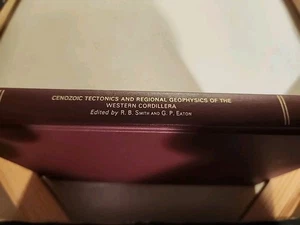 CENOZOIC TECTONICS AND REGIONAL GEOPHYSICS OF THE
WESTERN CORDILLERA
Edited by R. B. SMITH AND G. P. EATON